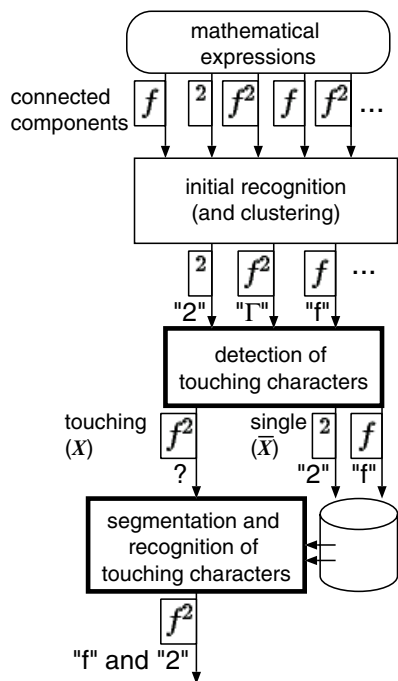 mathematical
expressions
connected
components
f 2 f² f f² ...
initial recognition
(and clustering)
2 f² f ...
"2" "Γ" "f"
detection of
touching characters
touching
(X)
f²
?
single
(X̅)
2 f
"2" "f"
segmentation and
recognition of
touching characters
f²
"f" and "2"